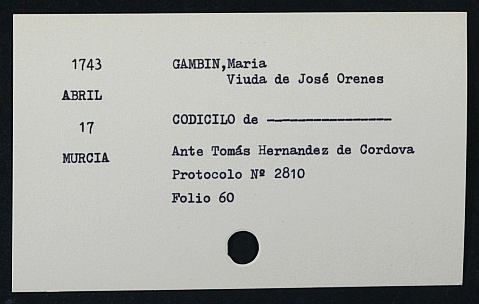 1743
ABRIL
17
MURCIA
GAMBIN,Maria
Viuda de José Orenes
CODICILO de ----------------
Ante Tomás Hernandez de Cordova
Protocolo Nº 2810
Folio 60